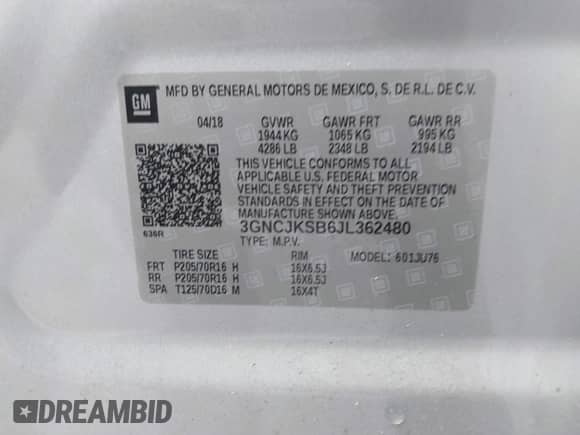 GM
MFD BY GENERAL MOTORS DE MEXICO, S. DE R.L. DE C.V.
04/18 GVWR GAWR FRT GAWR RR
1944 KG 1065 KG 995 KG
4286 LB 2348 LB 2194 LB
THIS VEHICLE CONFORMS TO ALL
APPLICABLE U.S. FEDERAL MOTOR
VEHICLE SAFETY AND THEFT PREVENTION
STANDARDS IN EFFECT ON THE DATE OF
MANUFACTURE SHOWN ABOVE.
3GNCJKSB6JL362480
636R
TYPE: M.P.V.
TIRE SIZE RIM MODEL: 601JU76
FRT P205/70R16 H 16X6.5J
RR P205/70R16 H 16X6.5J
SPA T125/70D16 M 16X4T
DREAMBID